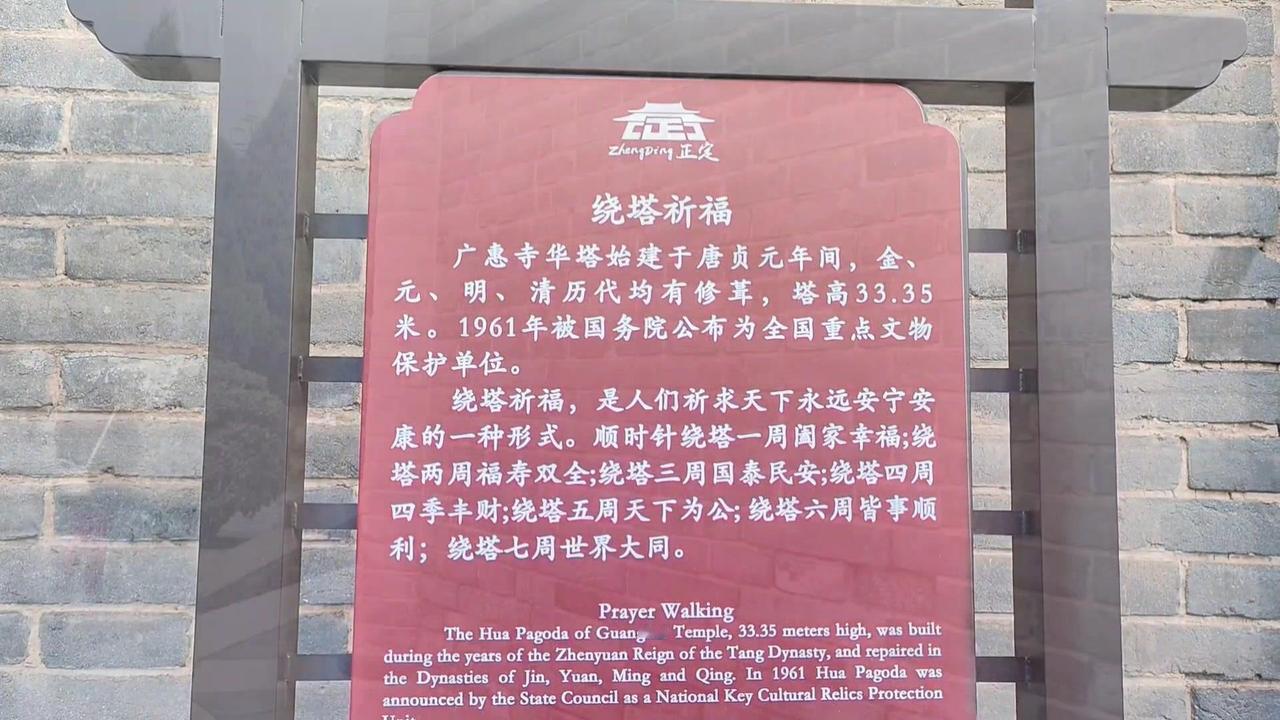 ZhengDing 正定
绕塔祈福
广惠寺华塔始建于唐贞元年间，金、
元、明、清历代均有修葺，塔高33.35
米。1961年被国务院公布为全国重点文物
保护单位。
绕塔祈福，是人们祈求天下永远安宁安
康的一种形式。顺时针绕塔一周阖家幸福;绕
塔两周福寿双全;绕塔三周国泰民安;绕塔四周
四季丰财;绕塔五周天下为公;绕塔六周皆事顺
利；绕塔七周世界大同。
Prayer Walking
The Hua Pagoda of Guang Temple, 33.35 meters high, was built
during the years of the Zhenyuan Reign of the Tang Dynasty, and repaired in
the Dynasties of Jin, Yuan, Ming and Qing. In 1961 Hua Pagoda was
announced by the State Council as a National Key Cultural Relics Protection